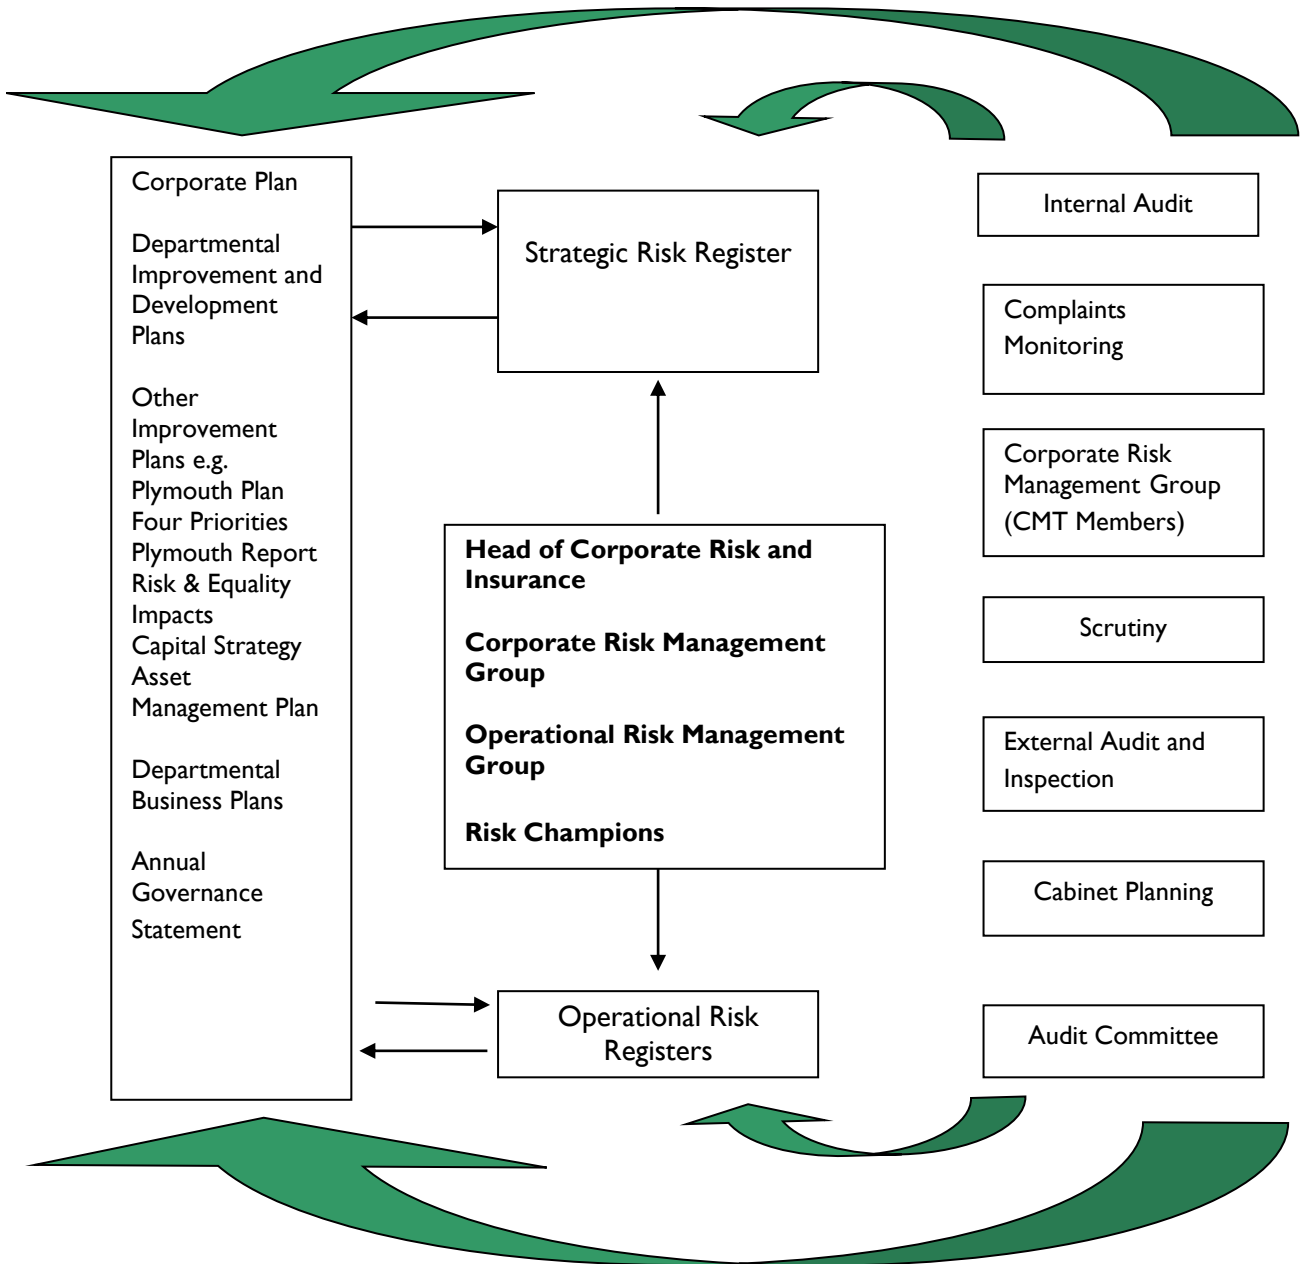 Corporate Plan
Departmental
Improvement and
Development
Plans
Other
Improvement
Plans e.g.
Plymouth Plan
Four Priorities
Plymouth Report
Risk & Equality
Impacts
Capital Strategy
Asset
Management Plan
Departmental
Business Plans
Annual
Governance
Statement
Strategic Risk Register
Head of Corporate Risk and
Insurance
Corporate Risk Management
Group
Operational Risk Management
Group
Risk Champions
Operational Risk
Registers
Internal Audit
Complaints
Monitoring
Corporate Risk
Management Group
(CMT Members)
Scrutiny
External Audit and
Inspection
Cabinet Planning
Audit Committee